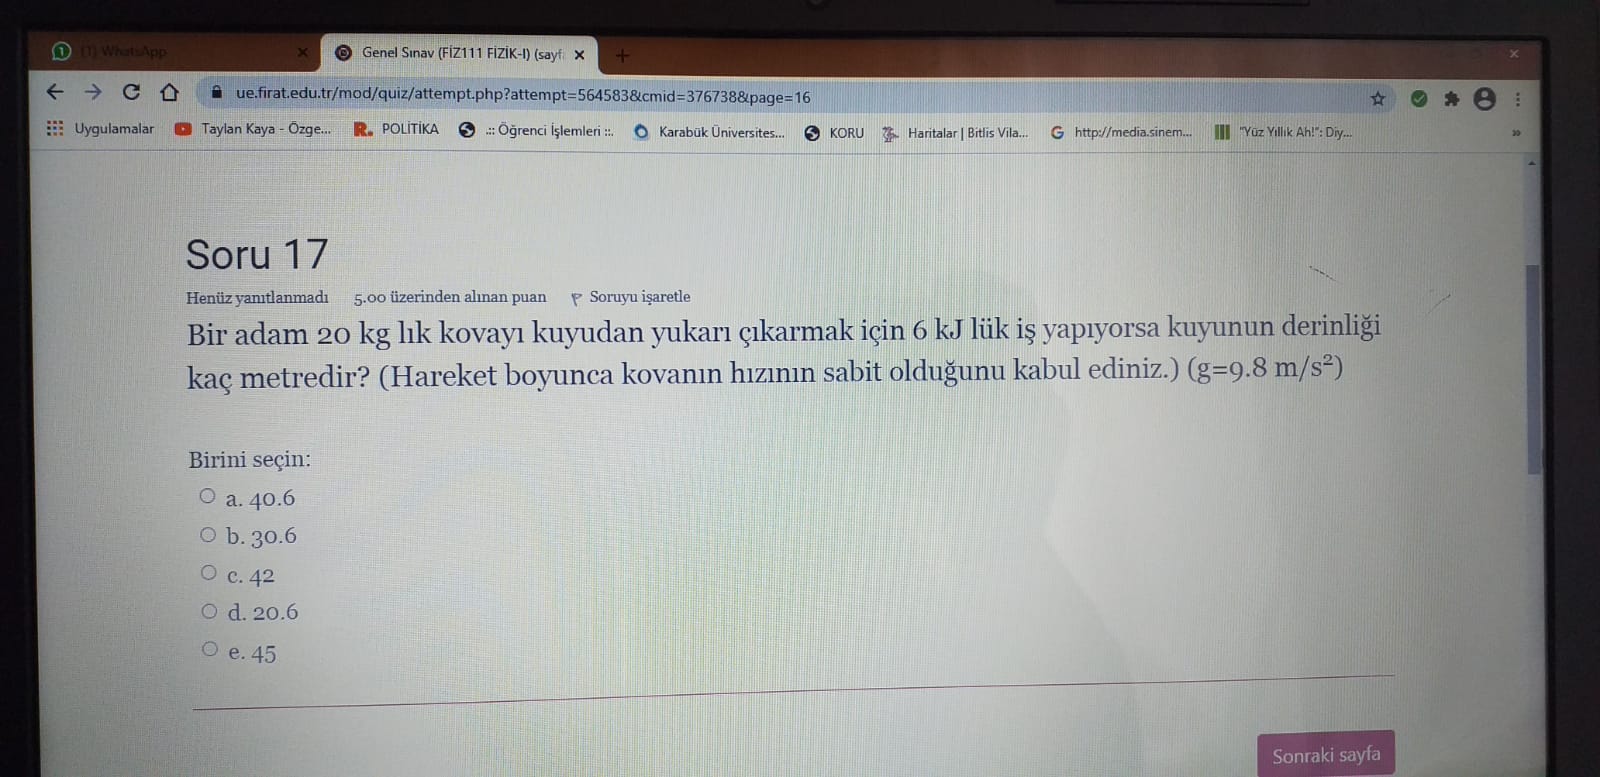 (1) WhatsApp
Genel Sınav (FİZ111 FİZİK-I) (sayf
ue.firat.edu.tr/mod/quiz/attempt.php?attempt=564583&cmid=376738&page=16
Uygulamalar
Taylan Kaya - Özge...
R. POLİTİKA
.:: Öğrenci İşlemleri ::.
Karabük Üniversites...
KORU
Haritalar | Bitlis Vila...
G http://media.sinem...
"Yüz Yıllık Ah!": Diy...
Soru 17
Henüz yanıtlanmadı 5.00 üzerinden alınan puan Soruyu işaretle
Bir adam 20 kg lık kovayı kuyudan yukarı çıkarmak için 6 kJ lük iş yapıyorsa kuyunun derinliği
kaç metredir? (Hareket boyunca kovanın hızının sabit olduğunu kabul ediniz.) (g=9.8 m/s²)
Birini seçin:
a. 40.6
b. 30.6
c. 42
d. 20.6
e. 45
Sonraki sayfa